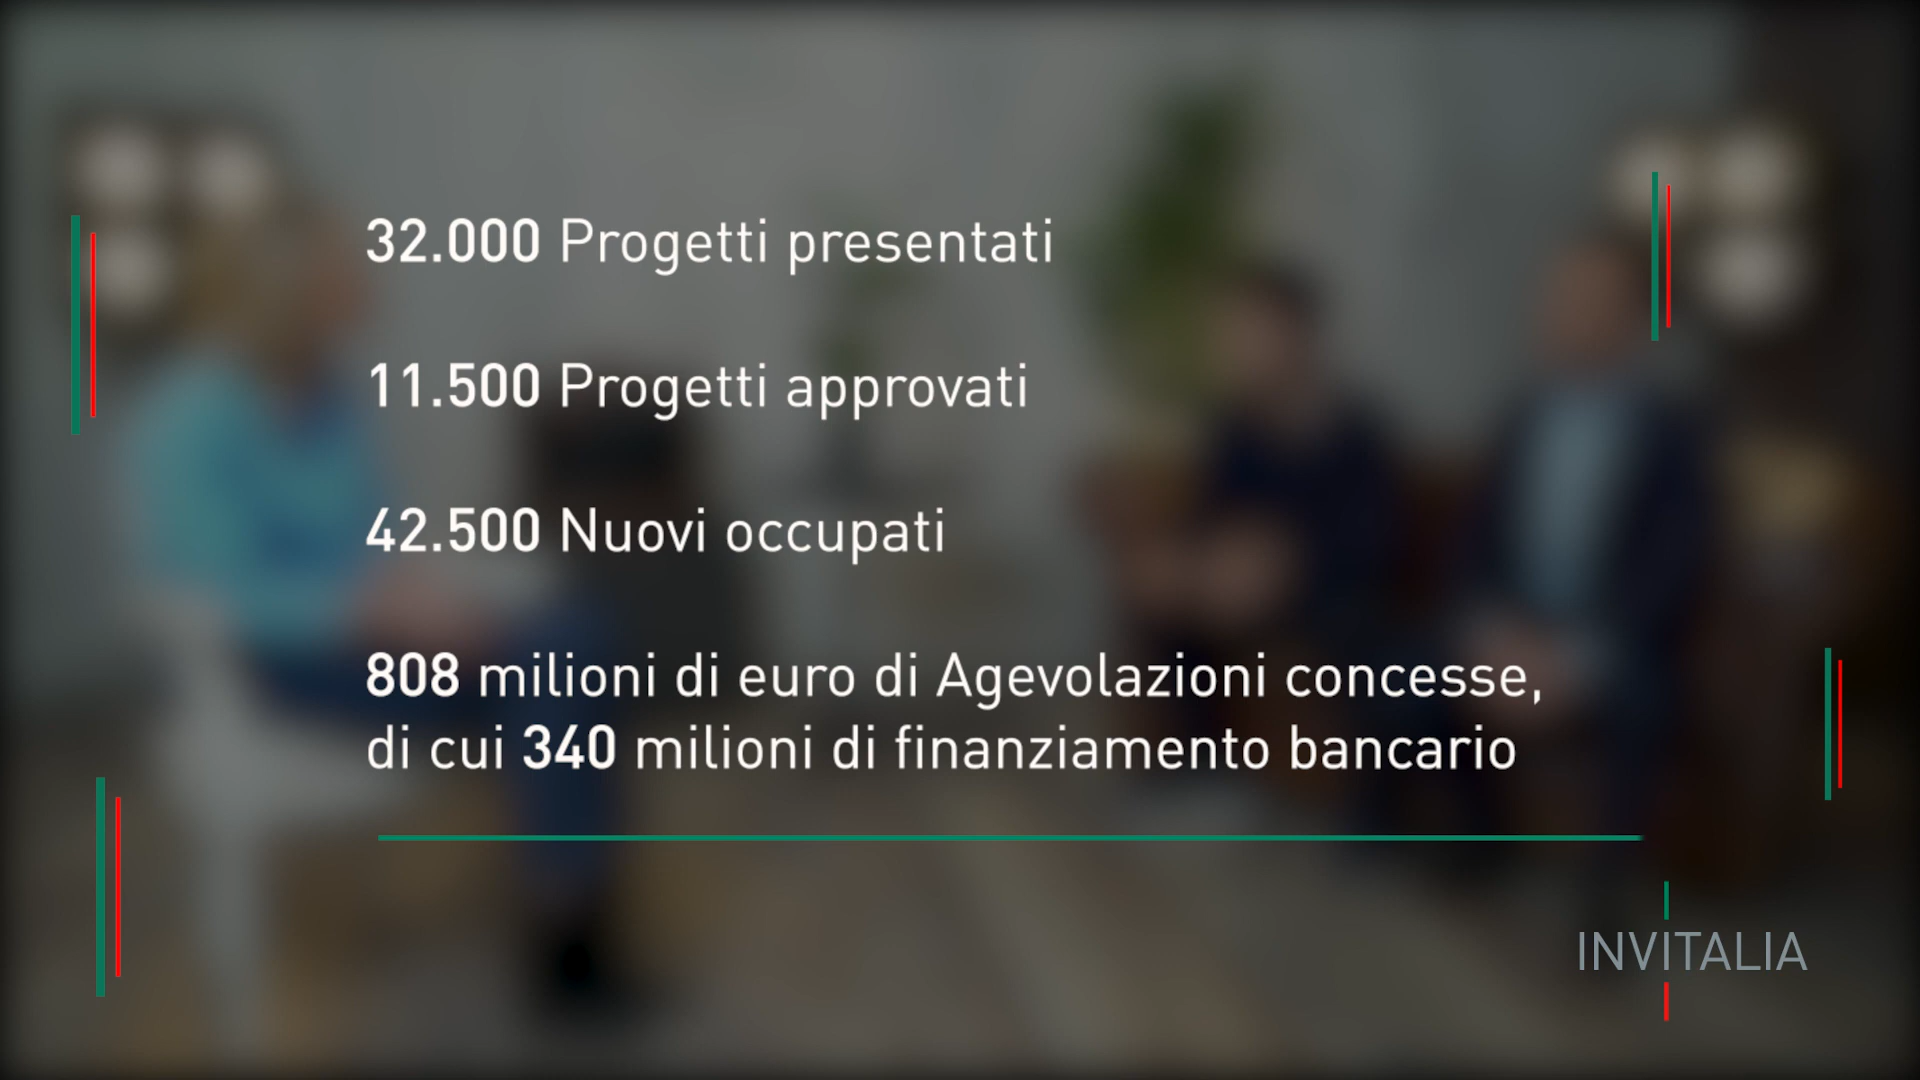 32.000 Progetti presentati
11.500 Progetti approvati
42.500 Nuovi occupati
808 milioni di euro di Agevolazioni concesse,
di cui 340 milioni di finanziamento bancario
INVITALIA